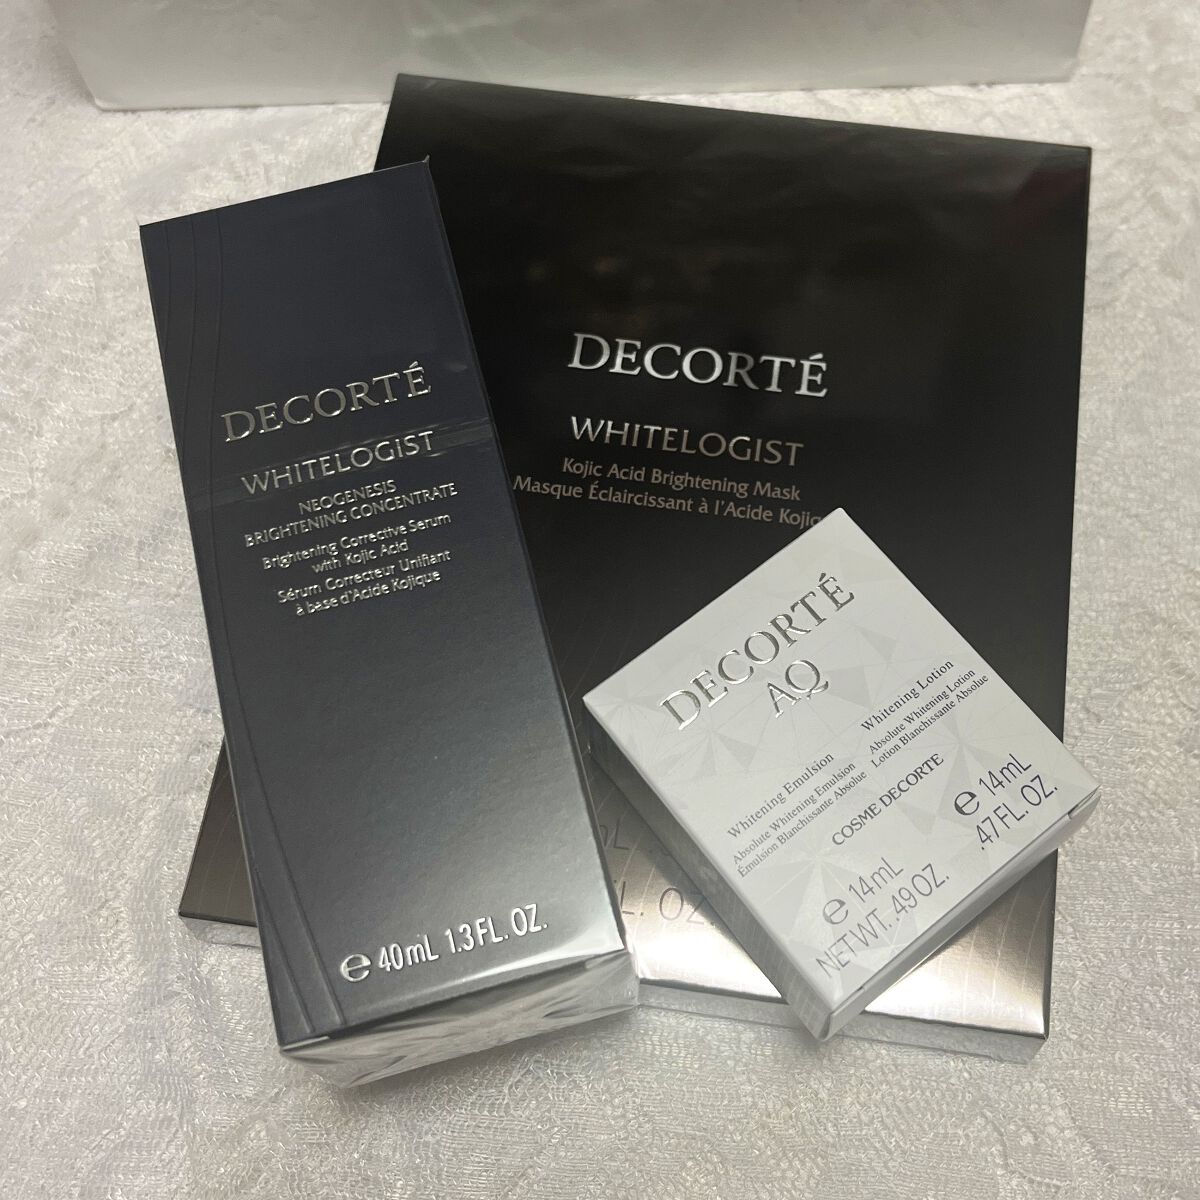 DECORTÉ
WHITELOGIST
NEOGENESIS
BRIGHTENING CONCENTRATE
Brightening Corrective Serum
with Kojic Acid
Sérum Correcteur Unifiant
à base d'Acide Kojique
e 40mL 1.3FL. OZ.
DECORTÉ
WHITELOGIST
Kojic Acid Brightening Mask
Masque Éclaircissant à l'Acide
mL
L. OZ.
DECORTÉ
AQ
Whitening Emulsion
Absolute Whitening Emulsion
Émulsion Blanchissante Absolue
Whitening Lotion
Absolute Whitening Lotion
Lotion Blanchissante Absolue
COSME DECORTE
e 14mL
NET WT. .49 OZ.
e 14mL
.47 FL. OZ.